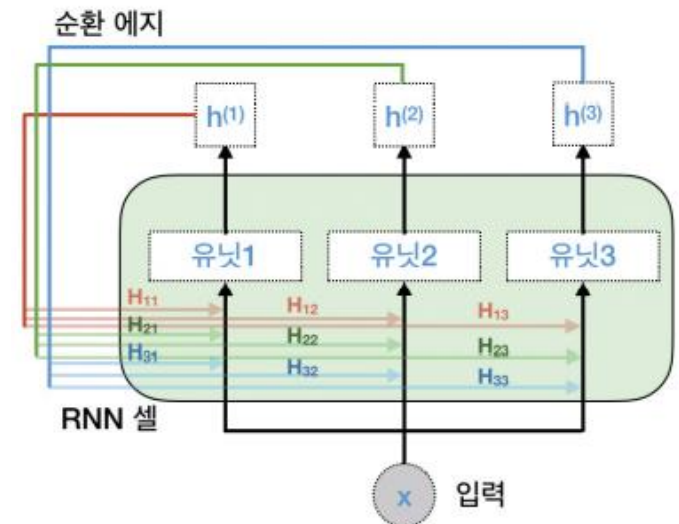 순환 에지
h(1) h(2) h(3)
유닛1 유닛2 유닛3
H11 H12 H13
H21 H22 H23
H31 H32 H33
RNN 셀
x 입력